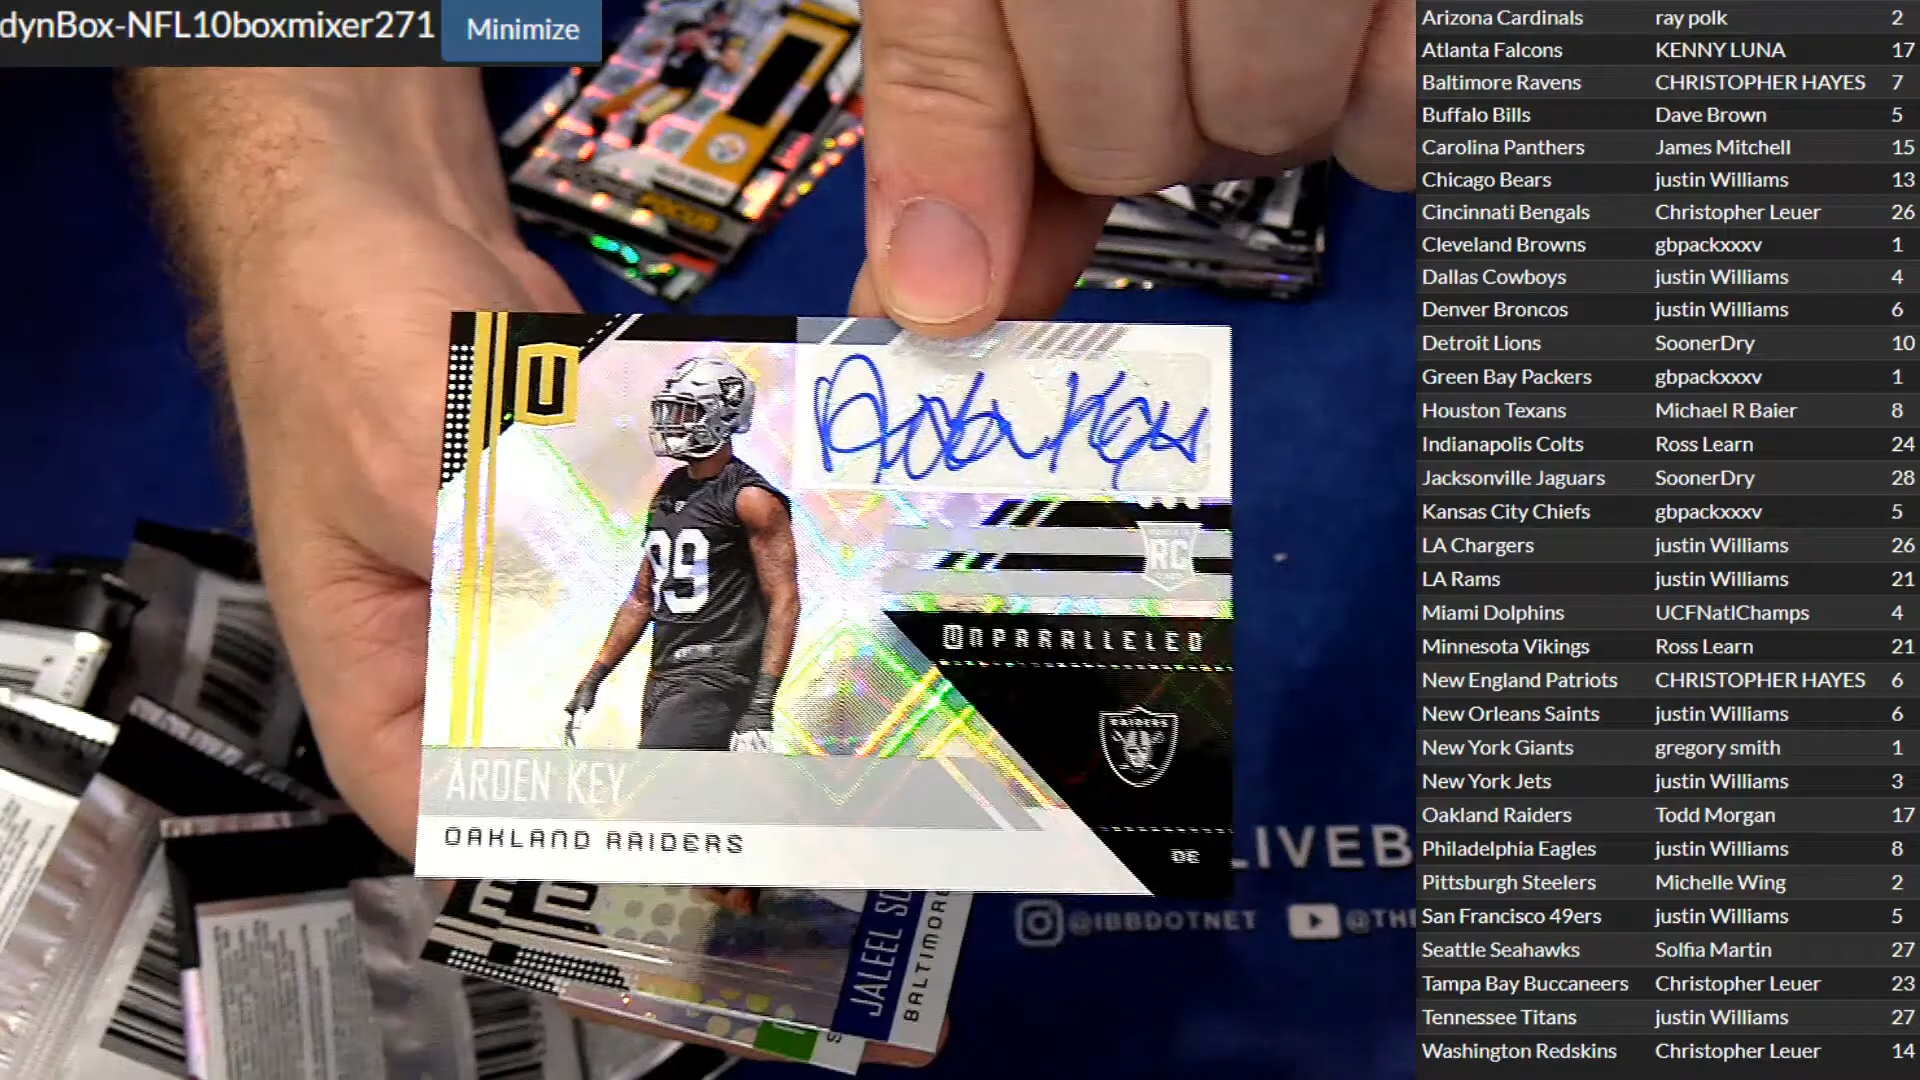 dynBox-NFL10boxmixer271
Minimize
FOCUS
U
Arden Key
99
RC
UNPARALLELED
RAIDERS
ARDEN KEY
OAKLAND RAIDERS
DE
LIVEB
@IBBDOTNET
@TH
JALEEL SC
BALTIMORE
Arizona Cardinals ray polk 2
Atlanta Falcons KENNY LUNA 17
Baltimore Ravens CHRISTOPHER HAYES 7
Buffalo Bills Dave Brown 5
Carolina Panthers James Mitchell 15
Chicago Bears justin Williams 13
Cincinnati Bengals Christopher Leuer 26
Cleveland Browns gbpackxxxv 1
Dallas Cowboys justin Williams 4
Denver Broncos justin Williams 6
Detroit Lions SoonerDry 10
Green Bay Packers gbpackxxxv 1
Houston Texans Michael R Baier 8
Indianapolis Colts Ross Learn 24
Jacksonville Jaguars SoonerDry 28
Kansas City Chiefs gbpackxxxv 5
LA Chargers justin Williams 26
LA Rams justin Williams 21
Miami Dolphins UCFNatlChamps 4
Minnesota Vikings Ross Learn 21
New England Patriots CHRISTOPHER HAYES 6
New Orleans Saints justin Williams 6
New York Giants gregory smith 1
New York Jets justin Williams 3
Oakland Raiders Todd Morgan 17
Philadelphia Eagles justin Williams 8
Pittsburgh Steelers Michelle Wing 2
San Francisco 49ers justin Williams 5
Seattle Seahawks Solfia Martin 27
Tampa Bay Buccaneers Christopher Leuer 23
Tennessee Titans justin Williams 27
Washington Redskins Christopher Leuer 14